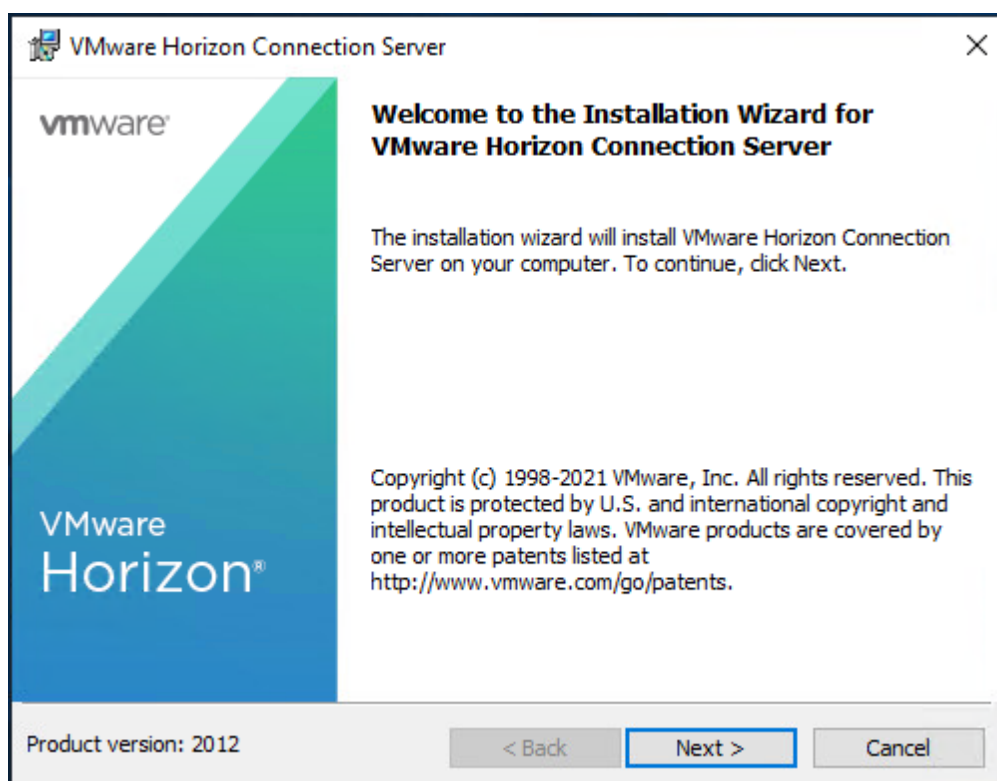 VMware Horizon Connection Server
vmware®
Welcome to the Installation Wizard for
VMware Horizon Connection Server
The installation wizard will install VMware Horizon Connection
Server on your computer. To continue, click Next.
Copyright (c) 1998-2021 VMware, Inc. All rights reserved. This
product is protected by U.S. and international copyright and
intellectual property laws. VMware products are covered by
one or more patents listed at
http://www.vmware.com/go/patents.
VMware
Horizon®
Product version: 2012
< Back
Next >
Cancel